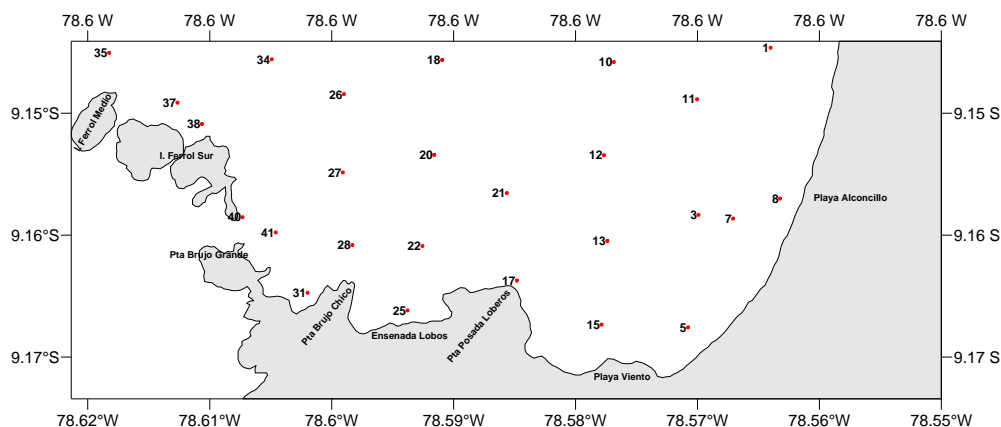 78.6 W 78.6 W 78.6 W 78.6 W 78.6 W 78.6 W 78.6 W 78.6 W
1
35
34
18
10
26
11
37
9.15°S
9.15°S
I. Ferrol Medio
38
I. Ferrol Sur
20
12
27
21
8
Playa Alconcillo
40
3
7
41
9.16°S
9.16°S
28
22
13
Pta Brujo Grande
17
31
Pta Brujo Chico
25
Pta Posada Loberos
15
5
Ensenada Lobos
9.17°S
9.17°S
Playa Viento
78.62°W 78.61°W 78.6°W 78.59°W 78.58°W 78.57°W 78.56°W 78.55°W